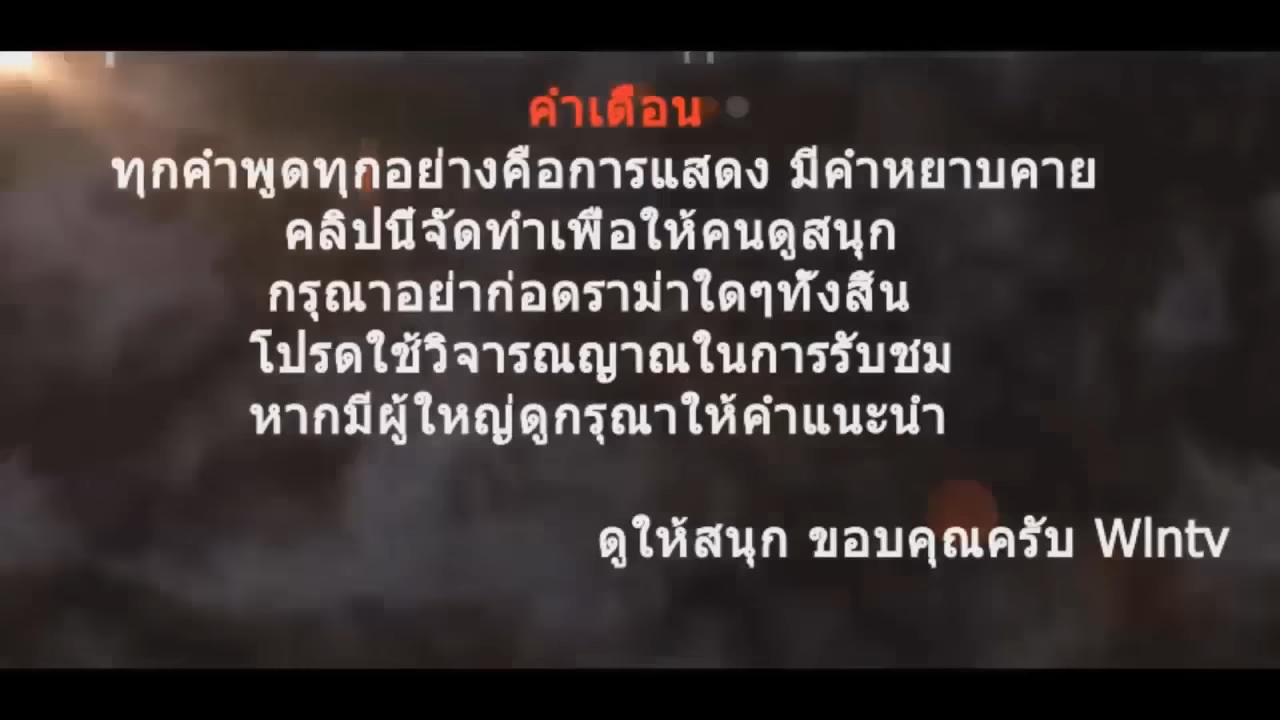 คำเตือน
ทุกคำพูดทุกอย่างคือการแสดง มีคำหยาบคาย
คลิปนี้จัดทำเพื่อให้คนดูสนุก
กรุณาอย่าก่อดราม่าใดๆทั้งสิ้น
โปรดใช้วิจารณญาณในการรับชม
หากมีผู้ใหญ่ดูกรุณาให้คำแนะนำ
ดูให้สนุก ขอบคุณครับ Wlntv